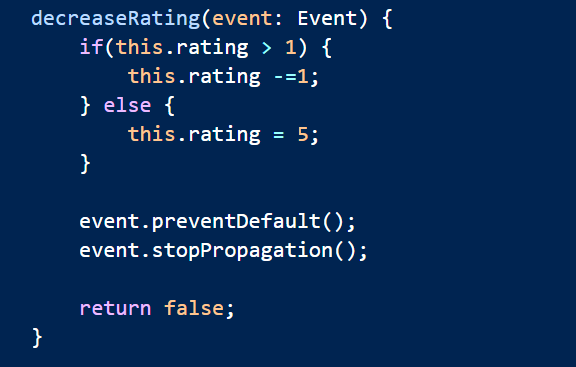 decreaseRating(event: Event) {
    if(this.rating > 1) {
        this.rating -=1;
    } else {
        this.rating = 5;
    }

    event.preventDefault();
    event.stopPropagation();

    return false;
}